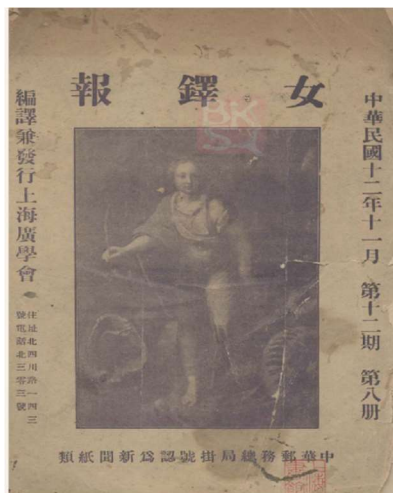 女鐸報
中華民國十二年十一月 第十二期 第八册
編譯兼發行上海廣學會
住址北四川路一四三
號電話北三零三號
中華郵務總局掛號認爲新聞紙類